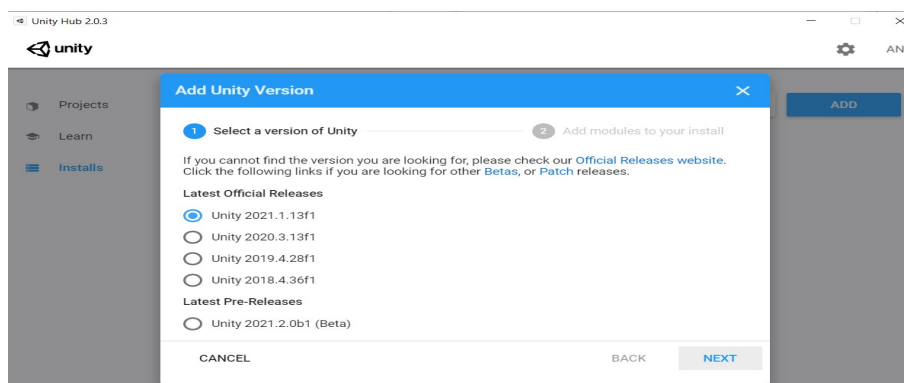 Unity Hub 2.0.3
unity
AN
Add Unity Version
Projects
ADD
1 Select a version of Unity
2 Add modules to your install
Learn
If you cannot find the version you are looking for, please check our Official Releases website.
Installs
Click the following links if you are looking for other Betas, or Patch releases.
Latest Official Releases
Unity 2021.1.13f1
Unity 2020.3.13f1
Unity 2019.4.28f1
Unity 2018.4.36f1
Latest Pre-Releases
Unity 2021.2.0b1 (Beta)
CANCEL
BACK
NEXT